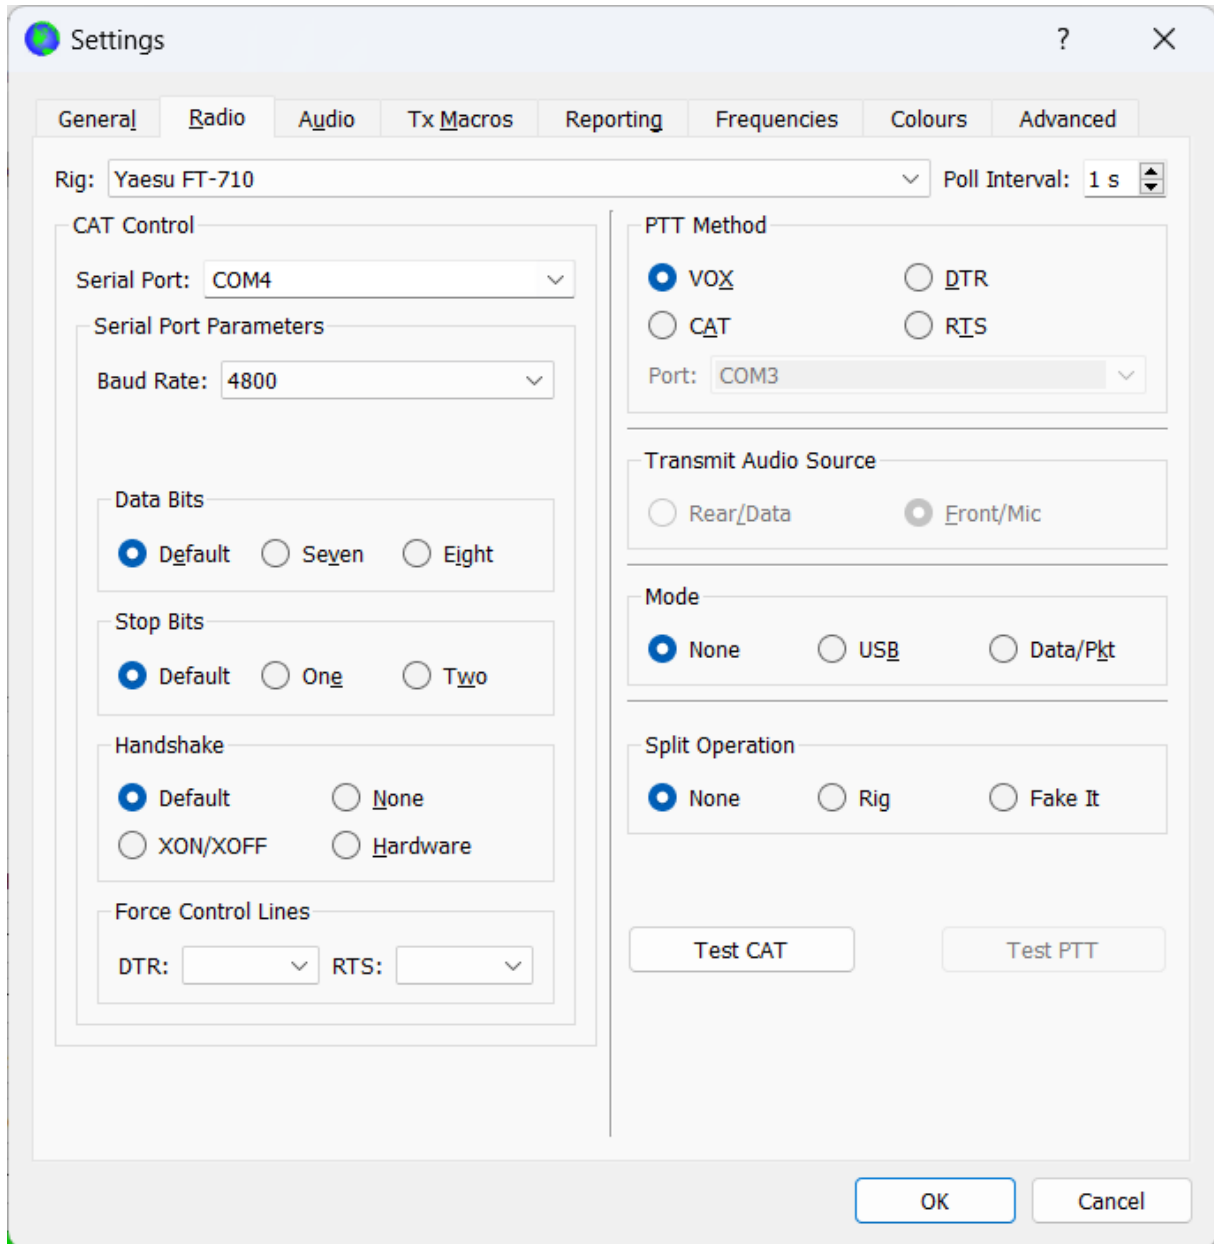 Settings
?
General Radio Audio Tx Macros Reporting Frequencies Colours Advanced
Rig: Yaesu FT-710 Poll Interval: 1 s
CAT Control
Serial Port: COM4
Serial Port Parameters
Baud Rate: 4800
Data Bits
Default Seven Eight
Stop Bits
Default One Two
Handshake
Default None
XON/XOFF Hardware
Force Control Lines
DTR: RTS:
PTT Method
VOX DTR
CAT RTS
Port: COM3
Transmit Audio Source
Rear/Data Front/Mic
Mode
None USB Data/Pkt
Split Operation
None Rig Fake It
Test CAT Test PTT
OK Cancel